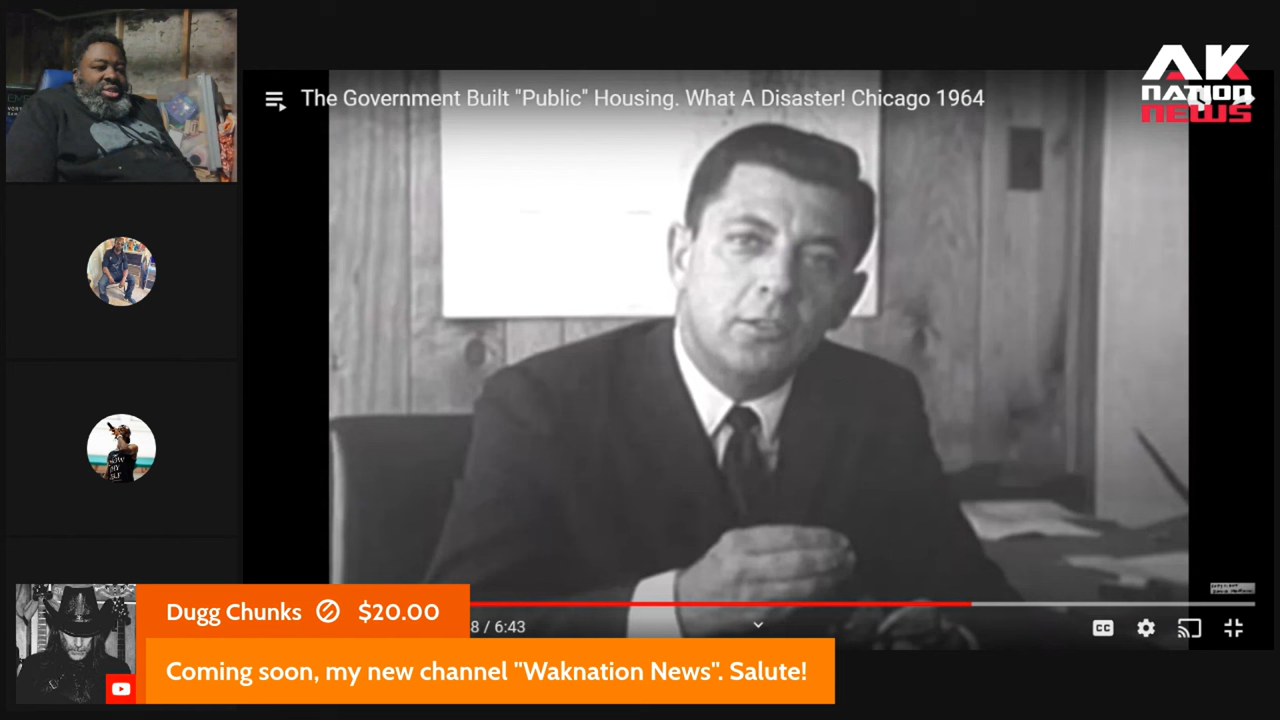 The Government Built "Public" Housing. What A Disaster! Chicago 1964
AK
NATION
NEWS
8 / 6:43
CC
Dugg Chunks $20.00
Coming soon, my new channel "Waknation News". Salute!